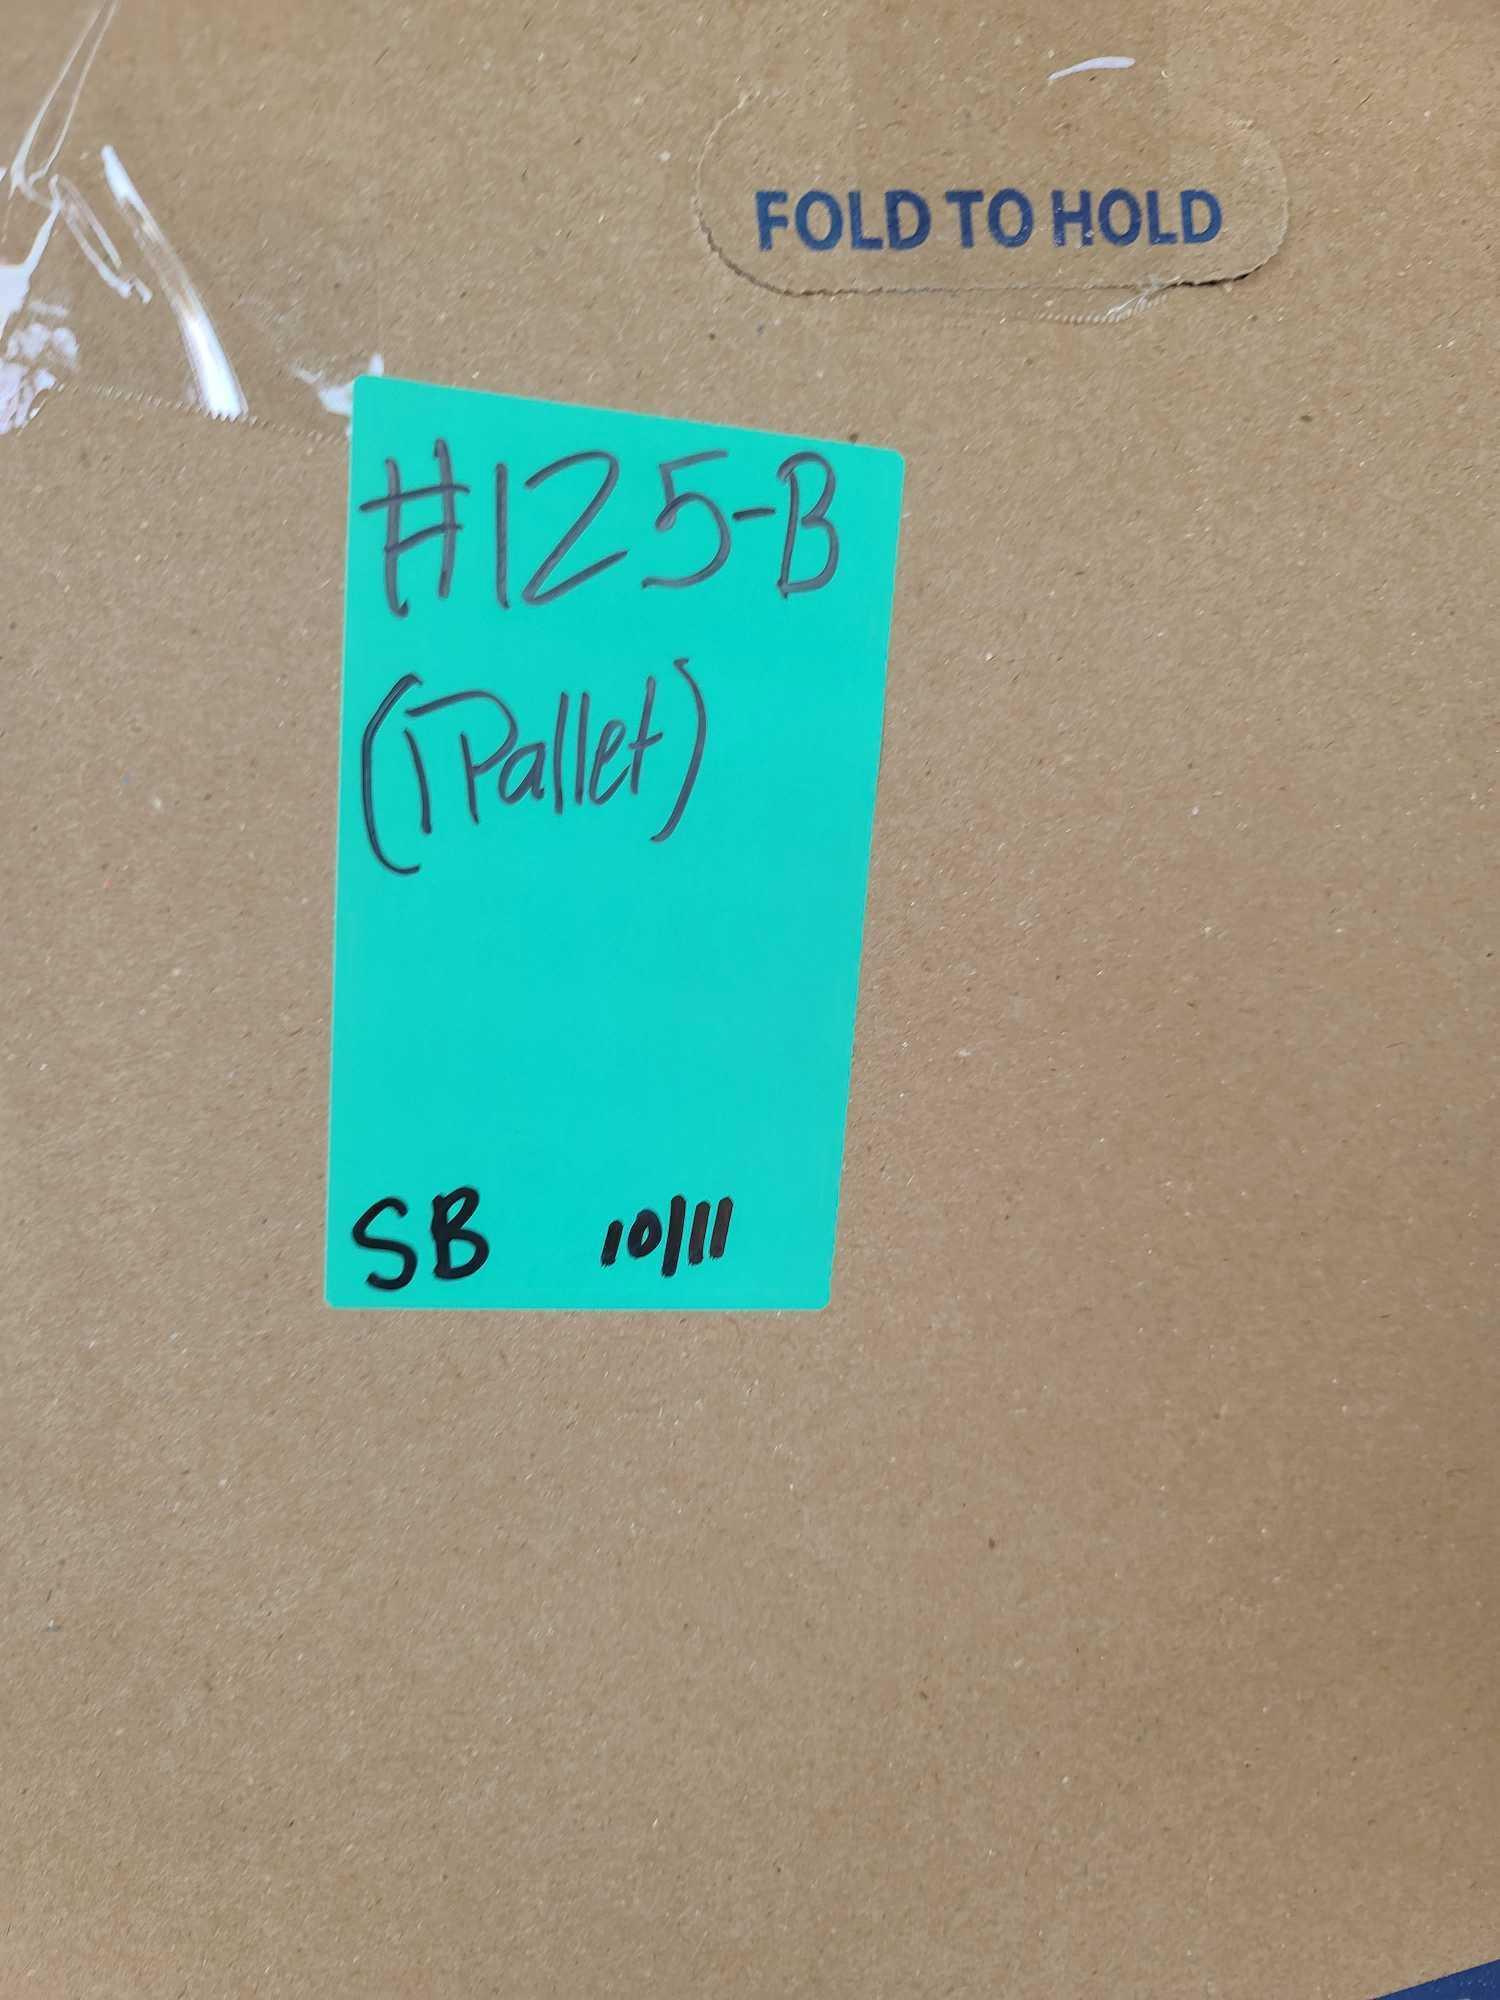 FOLD TO HOLD
#125-B
(1 Pallet)
SB 10/11